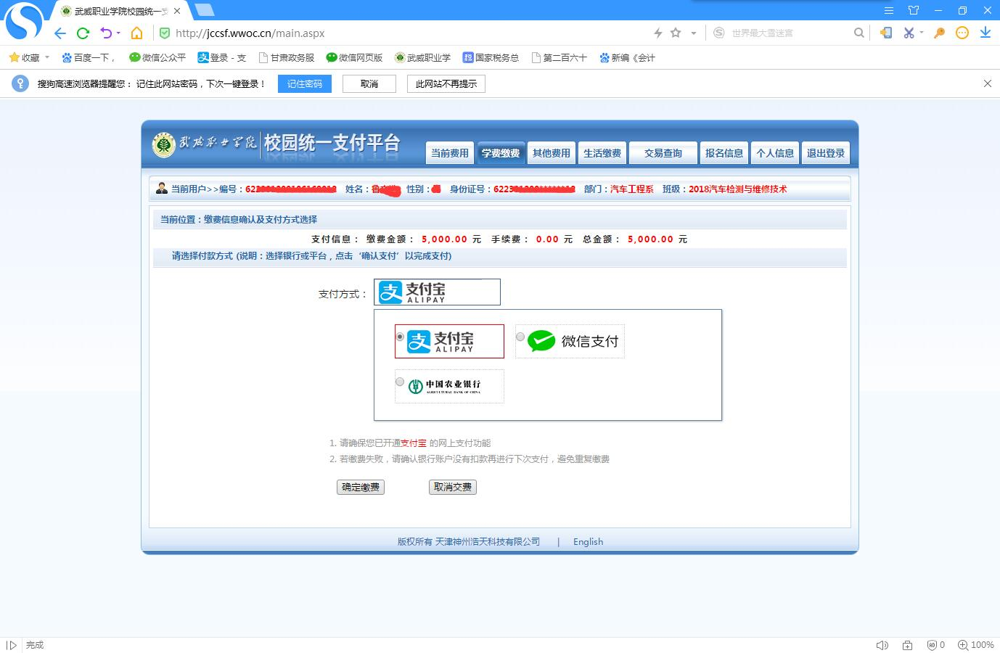 武威职业学院校园统一支
http://jccsf.wwoc.cn/main.aspx
世界最大雪迷宫
收藏 百度一下, 微信公众平 登录 - 支 甘肃政务服 微信网页版 武威职业学 国家税务总 第二百六十 新编《会计
搜狗高速浏览器提醒您： 记住此网站密码，下次一键登录！ 记住密码 取消 此网站不再提示
武威职业学院 校园统一支付平台
当前费用 学费缴费 其他费用 生活缴费 交易查询 报名信息 个人信息 退出登录
当前用户>>编号： 姓名： 性别： 身份证号： 部门：汽车工程系 班级：2018汽车检测与维修技术
当前位置：缴费信息确认及支付方式选择
支付信息： 缴费金额： 5,000.00 元 手续费： 0.00 元 总金额： 5,000.00 元
请选择付款方式 (说明：选择银行或平台，点击‘确认支付’以完成支付)
支付方式： 支付宝
ALIPAY
支付宝 微信支付
ALIPAY
中国农业银行
AGRICULTURAL BANK OF CHINA
1. 请确保您已开通支付宝 的网上支付功能
2. 若缴费失败，请确认银行账户没有扣款再进行下次支付，避免重复缴费
确定缴费 取消交费
版权所有 天津神州浩天科技有限公司 | English
完成 0 100%